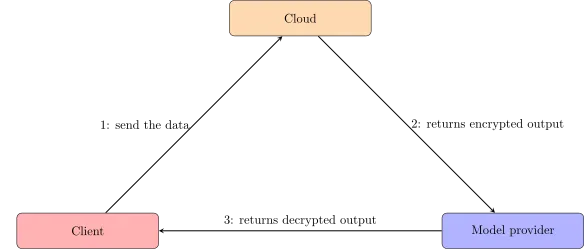 Cloud
1: send the data
2: returns encrypted output
3: returns decrypted output
Client
Model provider